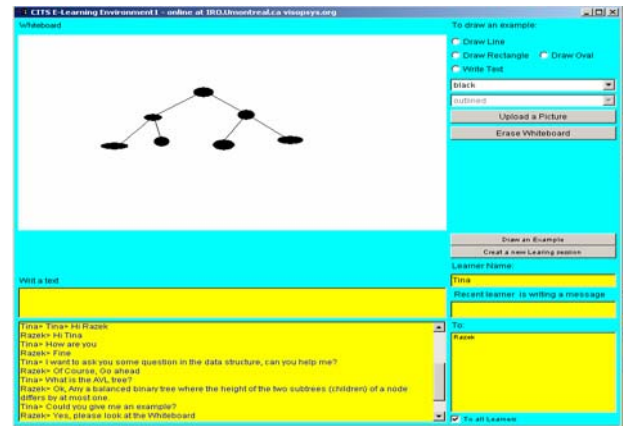 CITS E-Learning Environment1 - online at IRO.Umontreal.ca visopsys.org
Whiteboard
To draw an example:
Draw Line
Draw Rectangle Draw Oval
Write Text
black
outlined
Upload a Picture
Erase Whiteboard
Draw an Example
Creat a new Learing session
Learner Name:
Tina
Recent learner is writing a message
Writ a text
To:
Razek
Tina> Tina> Hi Razek
Razek> Hi Tina
Tina> How are you
Razek> Fine
Tina> I want to ask you some question in the data structure, can you help me?
Razek> Of Course, Go ahead
Tina> What is the AVL tree?
Razek> Ok, Any a balanced binary tree where the height of the two subtrees (children) of a node
differs by at most one.
Tina> Could you give me an example?
Razek> Yes, please look at the Whiteboard
To all Learners